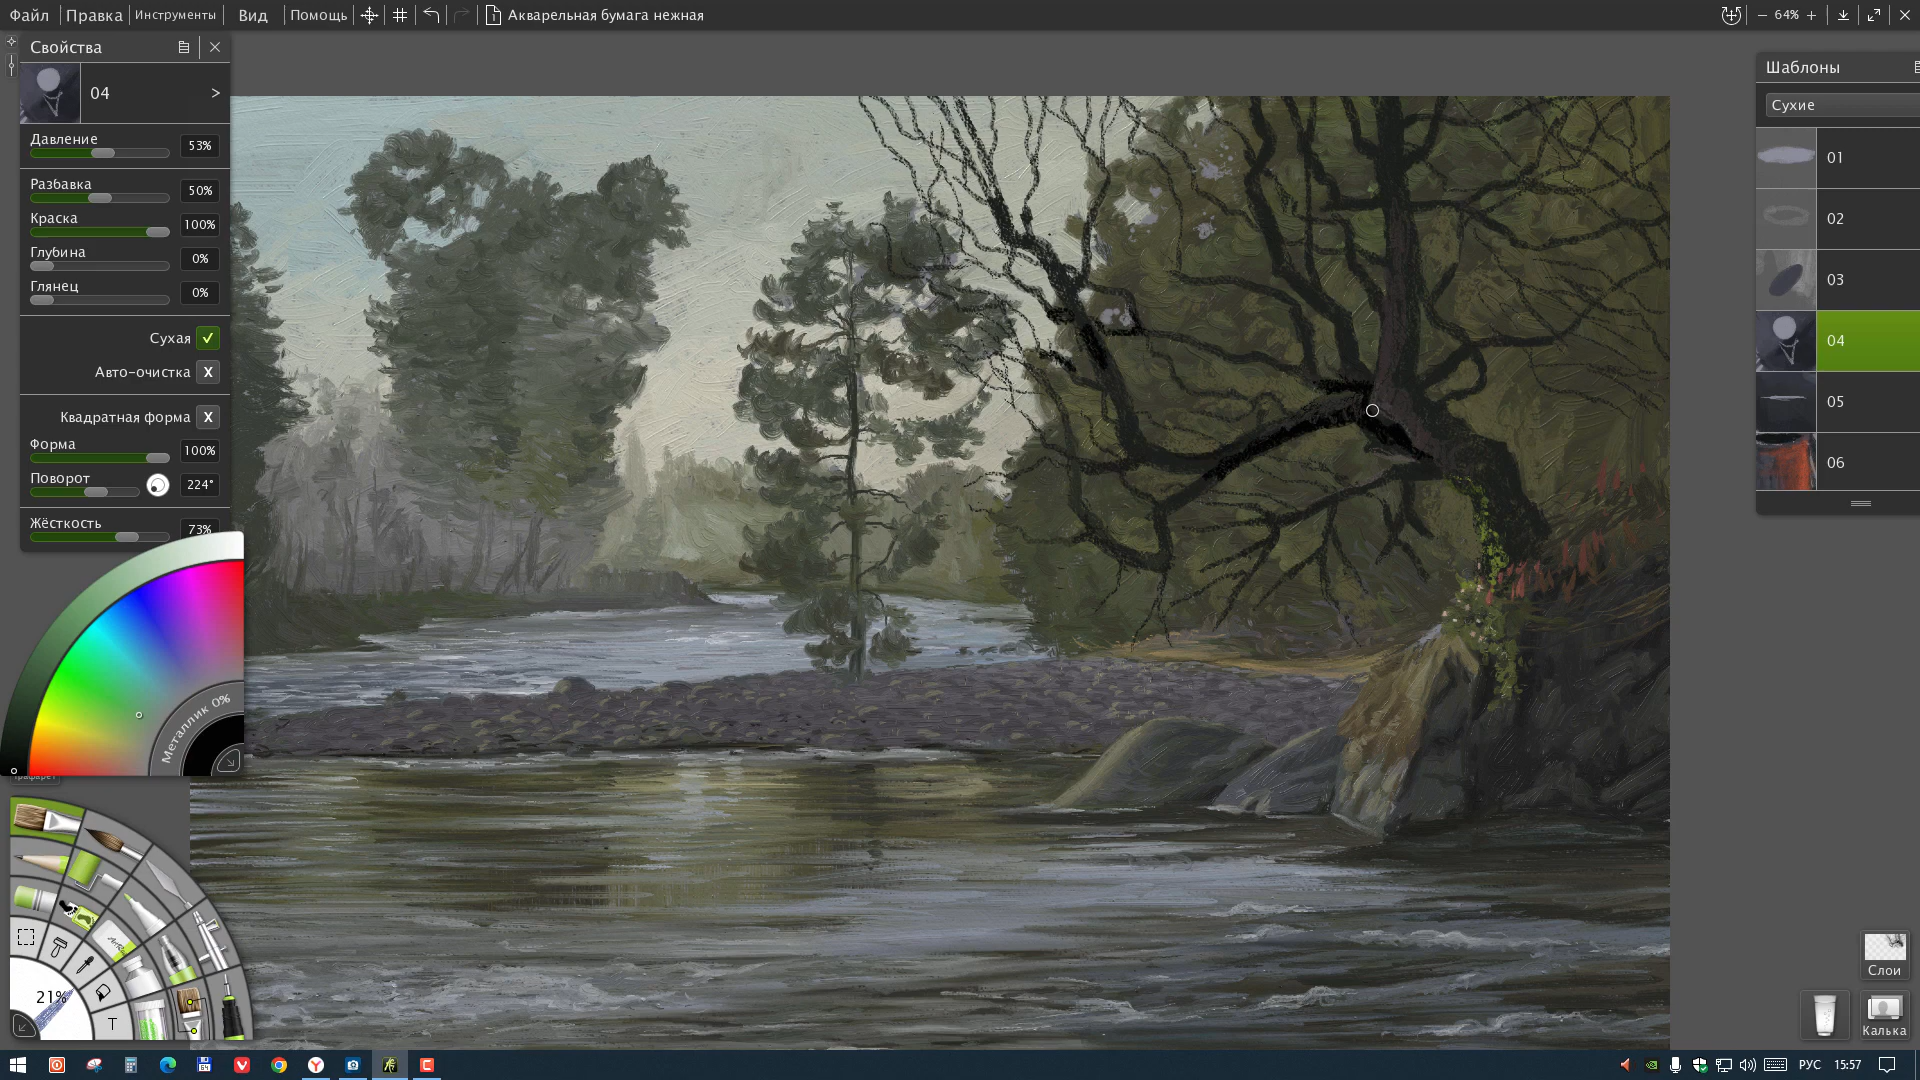 Файл Правка Инструменты Вид Помощь 1 Акварельная бумага нежная 64%
Свойства
04 >
Давление 53%
Разбавка 50%
Краска 100%
Глубина 0%
Глянец 0%
Сухая
Авто-очистка X
Квадратная форма X
Форма 100%
Поворот 224°
Жёсткость 73%
Металлик 0%
21%
T
Шаблоны
Сухие
01
02
03
04
05
06
Слои
Калька
РУС 15:57